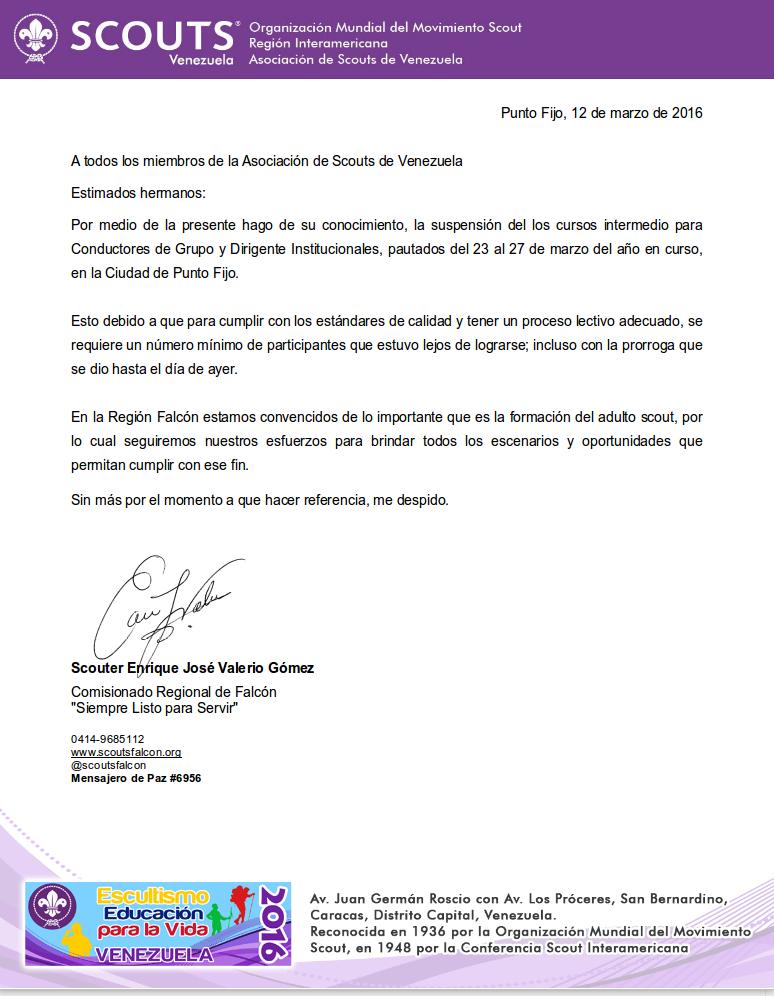 SCOUTS®
Venezuela
Organización Mundial del Movimiento Scout
Región Interamericana
Asociación de Scouts de Venezuela
Punto Fijo, 12 de marzo de 2016
A todos los miembros de la Asociación de Scouts de Venezuela
Estimados hermanos:
Por medio de la presente hago de su conocimiento, la suspensión del los cursos intermedio para
Conductores de Grupo y Dirigente Institucionales, pautados del 23 al 27 de marzo del año en curso,
en la Ciudad de Punto Fijo.
Esto debido a que para cumplir con los estándares de calidad y tener un proceso lectivo adecuado, se
requiere un número mínimo de participantes que estuvo lejos de lograrse; incluso con la prorroga que
se dio hasta el día de ayer.
En la Región Falcón estamos convencidos de lo importante que es la formación del adulto scout, por
lo cual seguiremos nuestros esfuerzos para brindar todos los escenarios y oportunidades que
permitan cumplir con ese fin.
Sin más por el momento a que hacer referencia, me despido.
Scouter Enrique José Valerio Gómez
Comisionado Regional de Falcón
"Siempre Listo para Servir"
0414-9685112
www.scoutsfalcon.org
@scoutsfalcon
Mensajero de Paz #6956
Escultismo
Educación
para la Vida
VENEZUELA
2016
Av. Juan Germán Roscio con Av. Los Próceres, San Bernardino,
Caracas, Distrito Capital, Venezuela.
Reconocida en 1936 por la Organización Mundial del Movimiento
Scout, en 1948 por la Conferencia Scout Interamericana